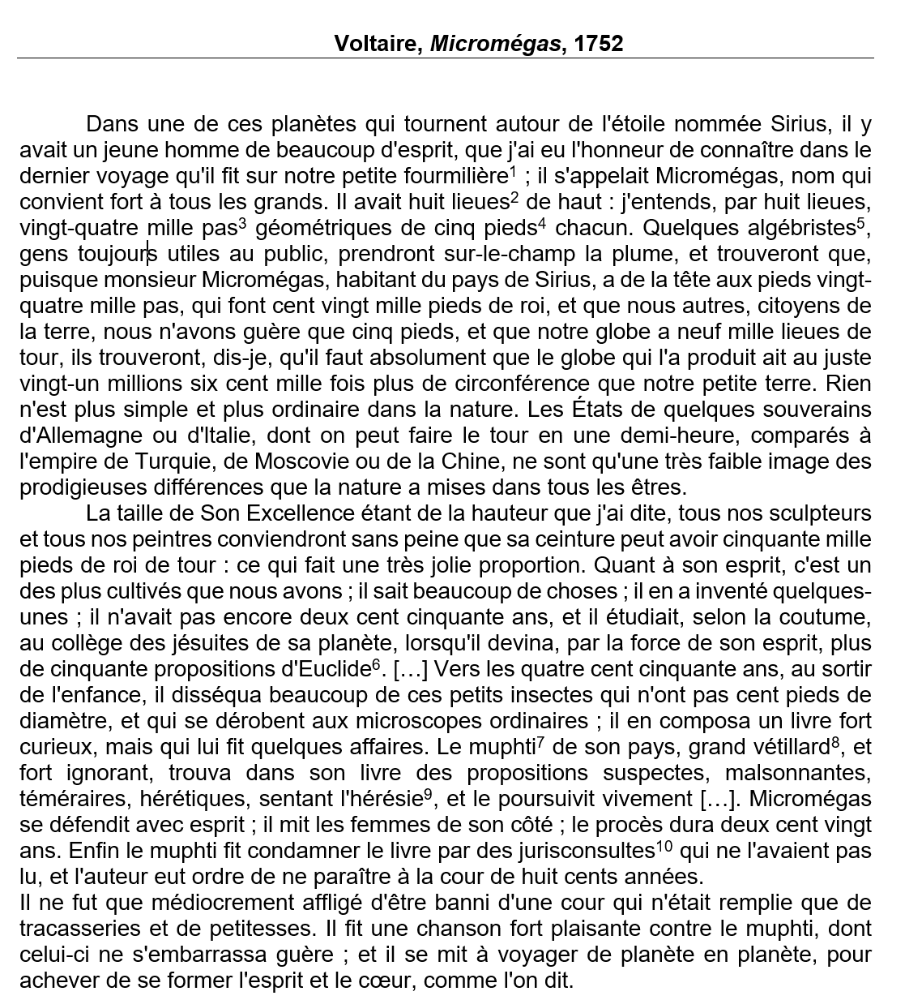 Voltaire, Micromégas, 1752
Dans une de ces planètes qui tournent autour de l'étoile nommée Sirius, il y
avait un jeune homme de beaucoup d'esprit, que j'ai eu l'honneur de connaître dans le
dernier voyage qu'il fit sur notre petite fourmilière¹ ; il s'appelait Micromégas, nom qui
convient fort à tous les grands. Il avait huit lieues² de haut : j'entends, par huit lieues,
vingt-quatre mille pas³ géométriques de cinq pieds⁴ chacun. Quelques algébristes⁵,
gens toujours utiles au public, prendront sur-le-champ la plume, et trouveront que,
puisque monsieur Micromégas, habitant du pays de Sirius, a de la tête aux pieds vingt-
quatre mille pas, qui font cent vingt mille pieds de roi, et que nous autres, citoyens de
la terre, nous n'avons guère que cinq pieds, et que notre globe a neuf mille lieues de
tour, ils trouveront, dis-je, qu'il faut absolument que le globe qui l'a produit ait au juste
vingt-un millions six cent mille fois plus de circonférence que notre petite terre. Rien
n'est plus simple et plus ordinaire dans la nature. Les États de quelques souverains
d'Allemagne ou d'Italie, dont on peut faire le tour en une demi-heure, comparés à
l'empire de Turquie, de Moscovie ou de la Chine, ne sont qu'une très faible image des
prodigieuses différences que la nature a mises dans tous les êtres.
La taille de Son Excellence étant de la hauteur que j'ai dite, tous nos sculpteurs
et tous nos peintres conviendront sans peine que sa ceinture peut avoir cinquante mille
pieds de roi de tour : ce qui fait une très jolie proportion. Quant à son esprit, c'est un
des plus cultivés que nous avons ; il sait beaucoup de choses ; il en a inventé quelques-
unes ; il n'avait pas encore deux cent cinquante ans, et il étudiait, selon la coutume,
au collège des jésuites de sa planète, lorsqu'il devina, par la force de son esprit, plus
de cinquante propositions d'Euclide⁶. […] Vers les quatre cent cinquante ans, au sortir
de l'enfance, il disséqua beaucoup de ces petits insectes qui n'ont pas cent pieds de
diamètre, et qui se dérobent aux microscopes ordinaires ; il en composa un livre fort
curieux, mais qui lui fit quelques affaires. Le muphti⁷ de son pays, grand vétillard⁸, et
fort ignorant, trouva dans son livre des propositions suspectes, malsonnantes,
téméraires, hérétiques, sentant l'hérésie⁹, et le poursuivit vivement […]. Micromégas
se défendit avec esprit ; il mit les femmes de son côté ; le procès dura deux cent vingt
ans. Enfin le muphti fit condamner le livre par des jurisconsultes¹⁰ qui ne l'avaient pas
lu, et l'auteur eut ordre de ne paraître à la cour de huit cents années.
Il ne fut que médiocrement affligé d'être banni d'une cour qui n'était remplie que de
tracasseries et de petitesses. Il fit une chanson fort plaisante contre le muphti, dont
celui-ci ne s'embarrassa guère ; et il se mit à voyager de planète en planète, pour
achever de se former l'esprit et le cœur, comme l'on dit.